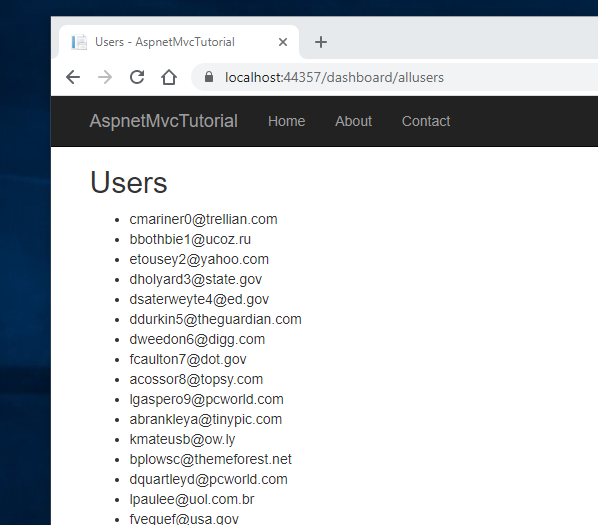 Users - AspnetMvcTutorial
localhost:44357/dashboard/allusers
AspnetMvcTutorial Home About Contact
Users
cmariner0@trellian.com
bbothbie1@ucoz.ru
etousey2@yahoo.com
dholyard3@state.gov
dsaterweyte4@ed.gov
ddurkin5@theguardian.com
dweedon6@digg.com
fcaulton7@dot.gov
acossor8@topsy.com
lgaspero9@pcworld.com
abrankleya@tinypic.com
kmateusb@ow.ly
bplowsc@themeforest.net
dquartleyd@pcworld.com
lpaulee@uol.com.br